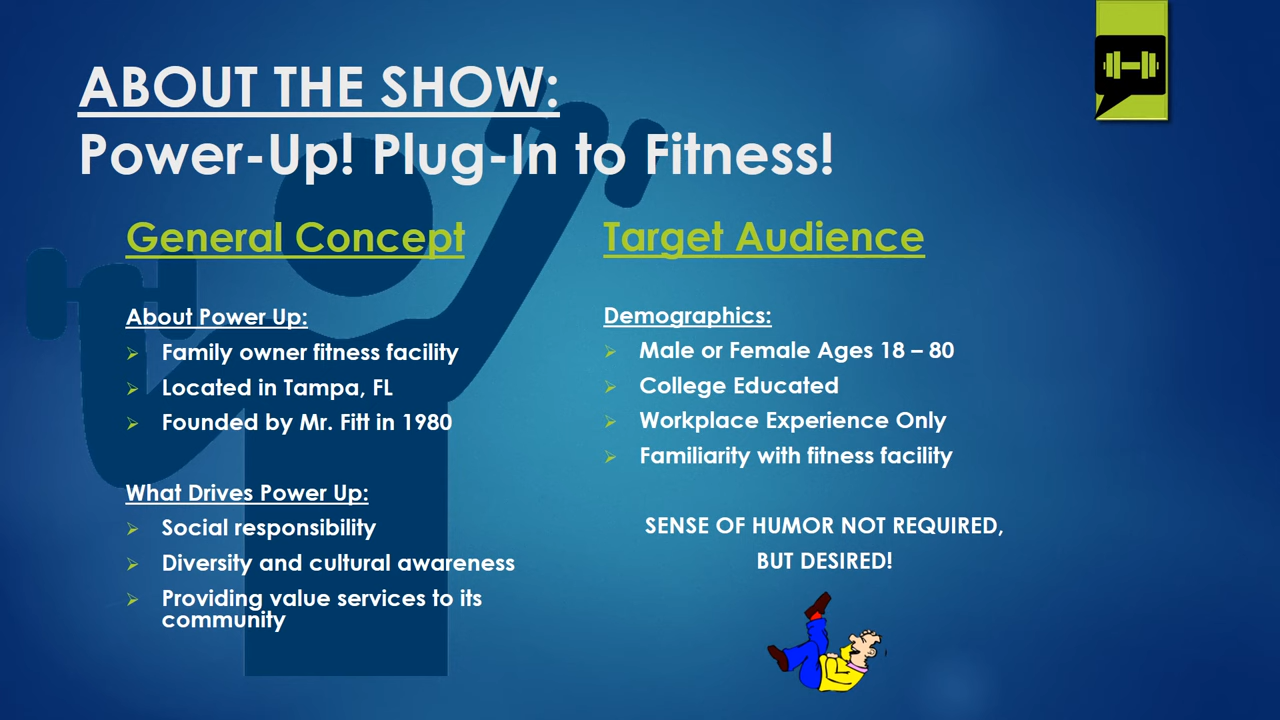 ABOUT THE SHOW:
Power-Up! Plug-In to Fitness!
General Concept
About Power Up:
Family owner fitness facility
Located in Tampa, FL
Founded by Mr. Fitt in 1980
What Drives Power Up:
Social responsibility
Diversity and cultural awareness
Providing value services to its
community
Target Audience
Demographics:
Male or Female Ages 18 – 80
College Educated
Workplace Experience Only
Familiarity with fitness facility
SENSE OF HUMOR NOT REQUIRED,
BUT DESIRED!